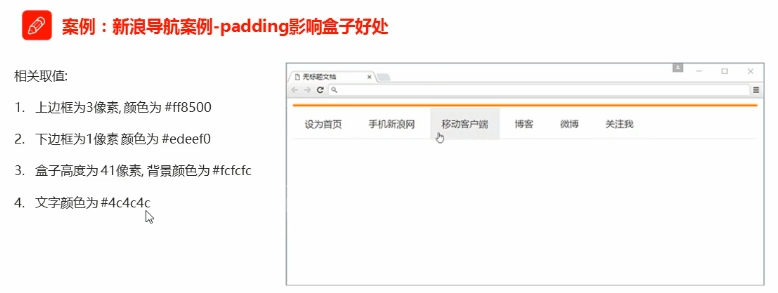 案例：新浪导航案例-padding影响盒子好处
相关取值:
1. 上边框为3像素, 颜色为 #ff8500
2. 下边框为1像素 颜色为 #edeef0
3. 盒子高度为 41像素, 背景颜色为 #fcfcfc
4. 文字颜色为 #4c4c4c
无标题文档
设为首页 手机新浪网 移动客户端 博客 微博 关注我